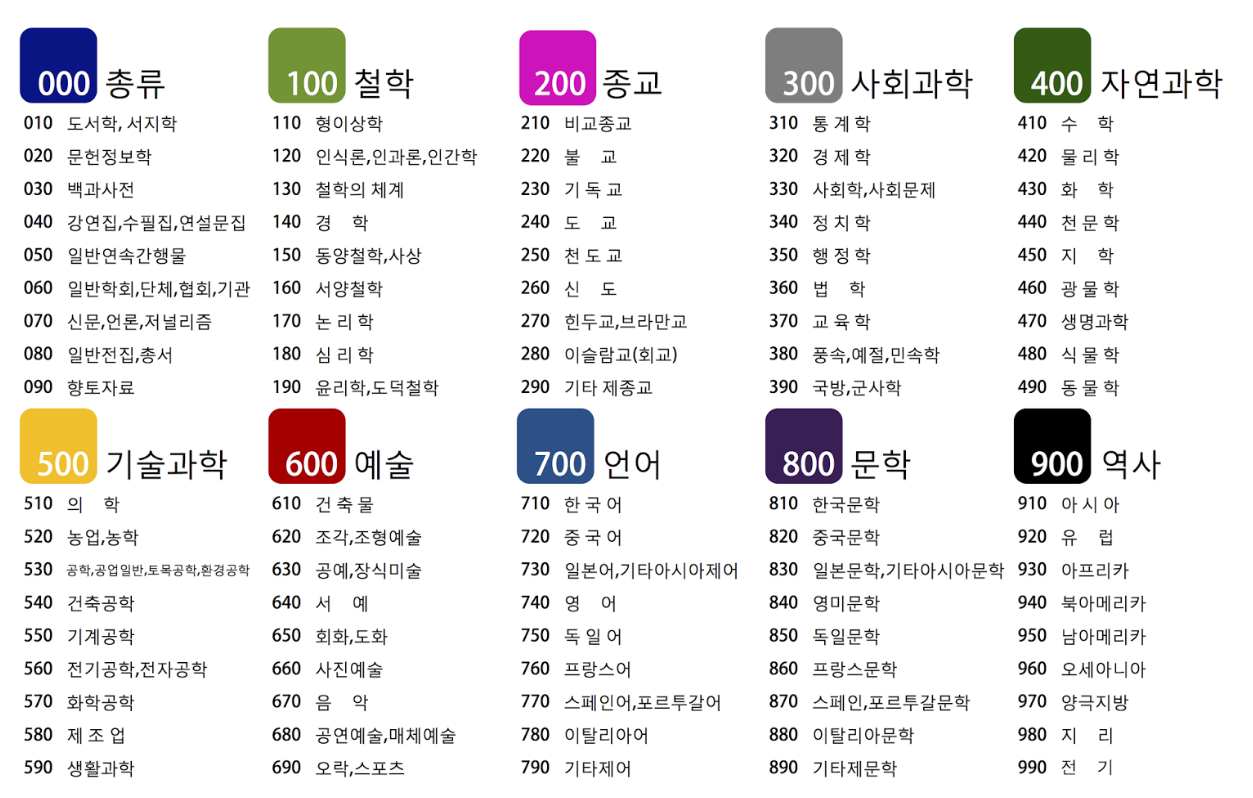 000 총류
010 도서학, 서지학
020 문헌정보학
030 백과사전
040 강연집,수필집,연설문집
050 일반연속간행물
060 일반학회,단체,협회,기관
070 신문,언론,저널리즘
080 일반전집,총서
090 향토자료
100 철학
110 형이상학
120 인식론,인과론,인간학
130 철학의 체계
140 경 학
150 동양철학,사상
160 서양철학
170 논 리 학
180 심 리 학
190 윤리학,도덕철학
200 종교
210 비교종교
220 불 교
230 기 독 교
240 도 교
250 천 도 교
260 신 도
270 힌두교,브라만교
280 이슬람교(회교)
290 기타 제종교
300 사회과학
310 통 계 학
320 경 제 학
330 사회학,사회문제
340 정 치 학
350 행 정 학
360 법 학
370 교 육 학
380 풍속,예절,민속학
390 국방,군사학
400 자연과학
410 수 학
420 물 리 학
430 화 학
440 천 문 학
450 지 학
460 광 물 학
470 생명과학
480 식 물 학
490 동 물 학
500 기술과학
510 의 학
520 농업,농학
530 공학,공업일반,토목공학,환경공학
540 건축공학
550 기계공학
560 전기공학,전자공학
570 화학공학
580 제 조 업
590 생활과학
600 예술
610 건 축 물
620 조각,조형예술
630 공예,장식미술
640 서 예
650 회화,도화
660 사진예술
670 음 악
680 공연예술,매체예술
690 오락,스포츠
700 언어
710 한 국 어
720 중 국 어
730 일본어,기타아시아제어
740 영 어
750 독 일 어
760 프랑스어
770 스페인어,포르투갈어
780 이탈리아어
790 기타제어
800 문학
810 한국문학
820 중국문학
830 일본문학,기타아시아문학
840 영미문학
850 독일문학
860 프랑스문학
870 스페인,포르투갈문학
880 이탈리아문학
890 기타제문학
900 역사
910 아 시 아
920 유 럽
930 아프리카
940 북아메리카
950 남아메리카
960 오세아니아
970 양극지방
980 지 리
990 전 기